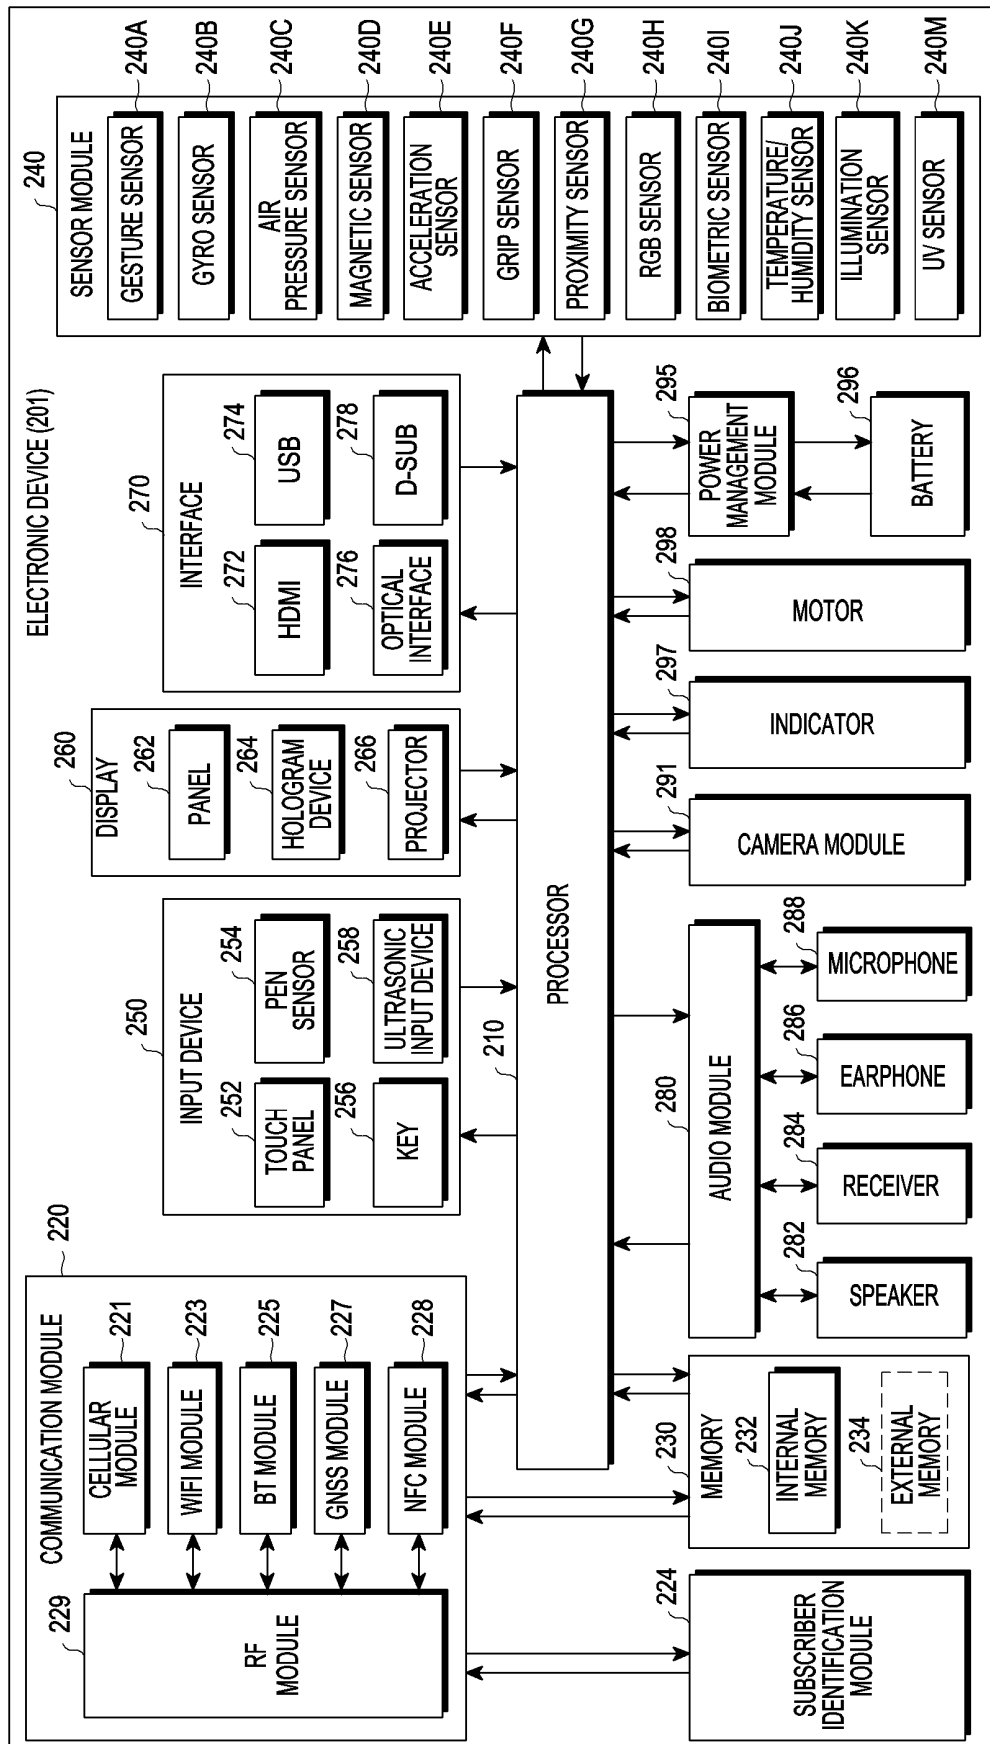 ELECTRONIC DEVICE (201)
220
COMMUNICATION MODULE
221
CELLULAR
MODULE
223
WIFI MODULE
225
BT MODULE
227
GNSS MODULE
228
NFC MODULE
229
RF
MODULE
250
INPUT DEVICE
252
TOUCH
PANEL
254
PEN
SENSOR
256
KEY
258
ULTRASONIC
INPUT DEVICE
260
DISPLAY
262
PANEL
264
HOLOGRAM
DEVICE
266
PROJECTOR
270
INTERFACE
272
HDMI
274
USB
276
OPTICAL
INTERFACE
278
D-SUB
240
SENSOR MODULE
GESTURE SENSOR
240A
GYRO SENSOR
240B
AIR
PRESSURE SENSOR
240C
MAGNETIC SENSOR
240D
ACCELERATION
SENSOR
240E
GRIP SENSOR
240F
PROXIMITY SENSOR
240G
RGB SENSOR
240H
BIOMETRIC SENSOR
240I
TEMPERATURE/
HUMIDITY SENSOR
240J
ILLUMINATION
SENSOR
240K
UV SENSOR
240M
210
PROCESSOR
224
SUBSCRIBER
IDENTIFICATION
MODULE
230
MEMORY
232
INTERNAL
MEMORY
234
EXTERNAL
MEMORY
280
AUDIO MODULE
282
SPEAKER
284
RECEIVER
286
EARPHONE
288
MICROPHONE
291
CAMERA MODULE
297
INDICATOR
298
MOTOR
295
POWER
MANAGEMENT
MODULE
296
BATTERY